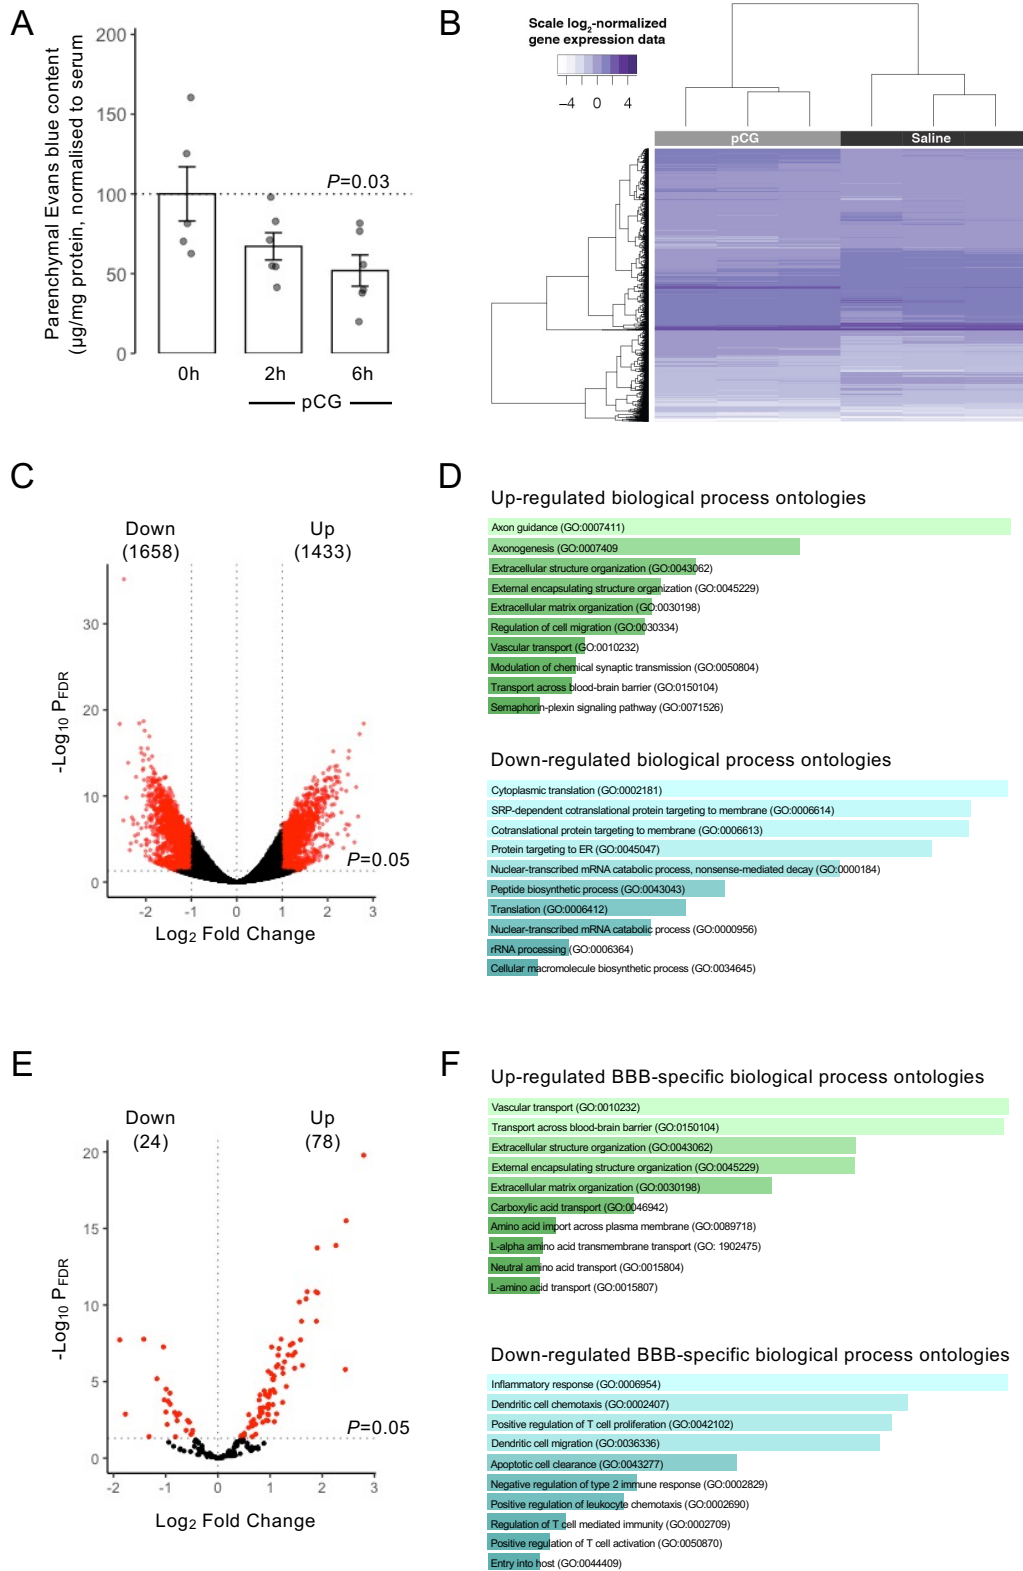 A
Parenchymal Evans blue content
(µg/mg protein, normalised to serum
200
150
100
50
0
P=0.03
0h
2h
6h
pCG
B
Scale log2-normalized
gene expression data
−4
0
4
pCG
Saline
C
Down
(1658)
Up
(1433)
-Log10 PFDR
30
20
10
0
P=0.05
-2
-1
0
1
2
3
Log2 Fold Change
D
Up-regulated biological process ontologies
Axon guidance (GO:0007411)
Axonogenesis (GO:0007409
Extracellular structure organization (GO:0043062)
External encapsulating structure organization (GO:0045229)
Extracellular matrix organization (GO:0030198)
Regulation of cell migration (GO:0030334)
Vascular transport (GO:0010232)
Modulation of chemical synaptic transmission (GO:0050804)
Transport across blood-brain barrier (GO:0150104)
Semaphorin-plexin signaling pathway (GO:0071526)
Down-regulated biological process ontologies
Cytoplasmic translation (GO:0002181)
SRP-dependent cotranslational protein targeting to membrane (GO:0006614)
Cotranslational protein targeting to membrane (GO:0006613)
Protein targeting to ER (GO:0045047)
Nuclear-transcribed mRNA catabolic process, nonsense-mediated decay (GO:0000184)
Peptide biosynthetic process (GO:0043043)
Translation (GO:0006412)
Nuclear-transcribed mRNA catabolic process (GO:0000956)
rRNA processing (GO:0006364)
Cellular macromolecule biosynthetic process (GO:0034645)
E
Down
(24)
Up
(78)
-Log10 PFDR
20
15
10
5
0
P=0.05
-2
-1
0
1
2
3
Log2 Fold Change
F
Up-regulated BBB-specific biological process ontologies
Vascular transport (GO:0010232)
Transport across blood-brain barrier (GO:0150104)
Extracellular structure organization (GO:0043062)
External encapsulating structure organization (GO:0045229)
Extracellular matrix organization (GO:0030198)
Carboxylic acid transport (GO:0046942)
Amino acid import across plasma membrane (GO:0089718)
L-alpha amino acid transmembrane transport (GO: 1902475)
Neutral amino acid transport (GO:0015804)
L-amino acid transport (GO:0015807)
Down-regulated BBB-specific biological process ontologies
Inflammatory response (GO:0006954)
Dendritic cell chemotaxis (GO:0002407)
Positive regulation of T cell proliferation (GO:0042102)
Dendritic cell migration (GO:0036336)
Apoptotic cell clearance (GO:0043277)
Negative regulation of type 2 immune response (GO:0002829)
Positive regulation of leukocyte chemotaxis (GO:0002690)
Regulation of T cell mediated immunity (GO:0002709)
Positive regulation of T cell activation (GO:0050870)
Entry into host (GO:0044409)